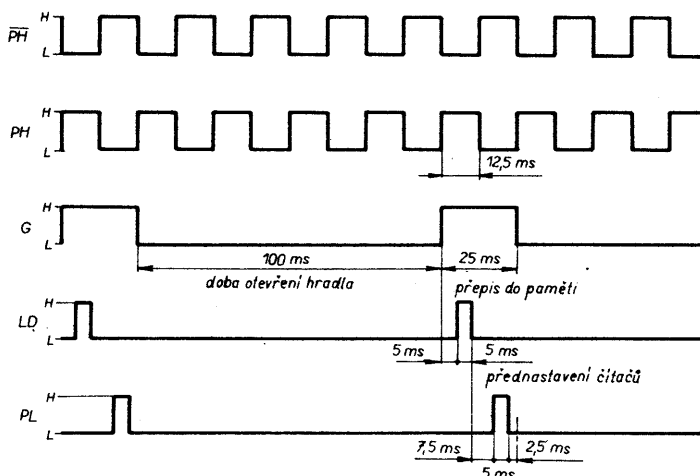 H
PH
L
H
PH
L
12,5 ms
H
G
L
100 ms
25 ms
doba otevření hradla
přepis do paměti
H
LD
L
5 ms
5 ms
přednastavení čítačů
H
PL
L
7,5 ms
2,5 ms
5 ms